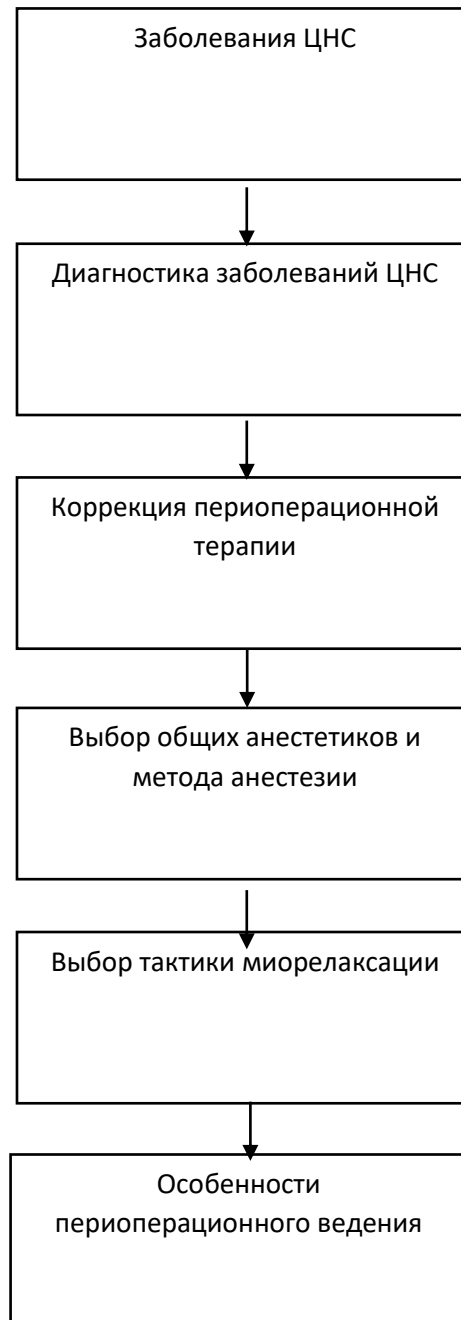 Заболевания ЦНС
Диагностика заболеваний ЦНС
Коррекция периоперационной
терапии
Выбор общих анестетиков и
метода анестезии
Выбор тактики миорелаксации
Особенности
периоперационного ведения